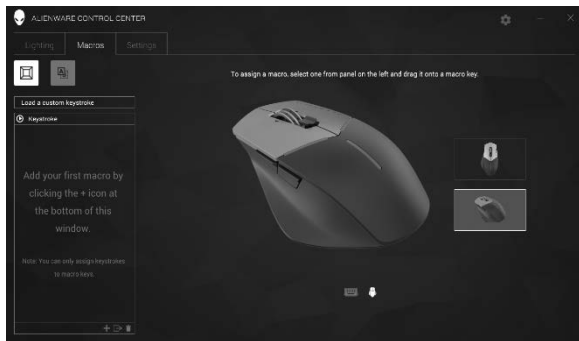 ALIENWARE CONTROL CENTER
Lighting
Macros
Settings
To assign a macro, select one from panel on the left and drag it onto a macro key.
Load a custom keystroke
Keystroke
Add your first macro by
clicking the + icon at
the bottom of this
window.
Note: You can only assign keystrokes
to macro keys.